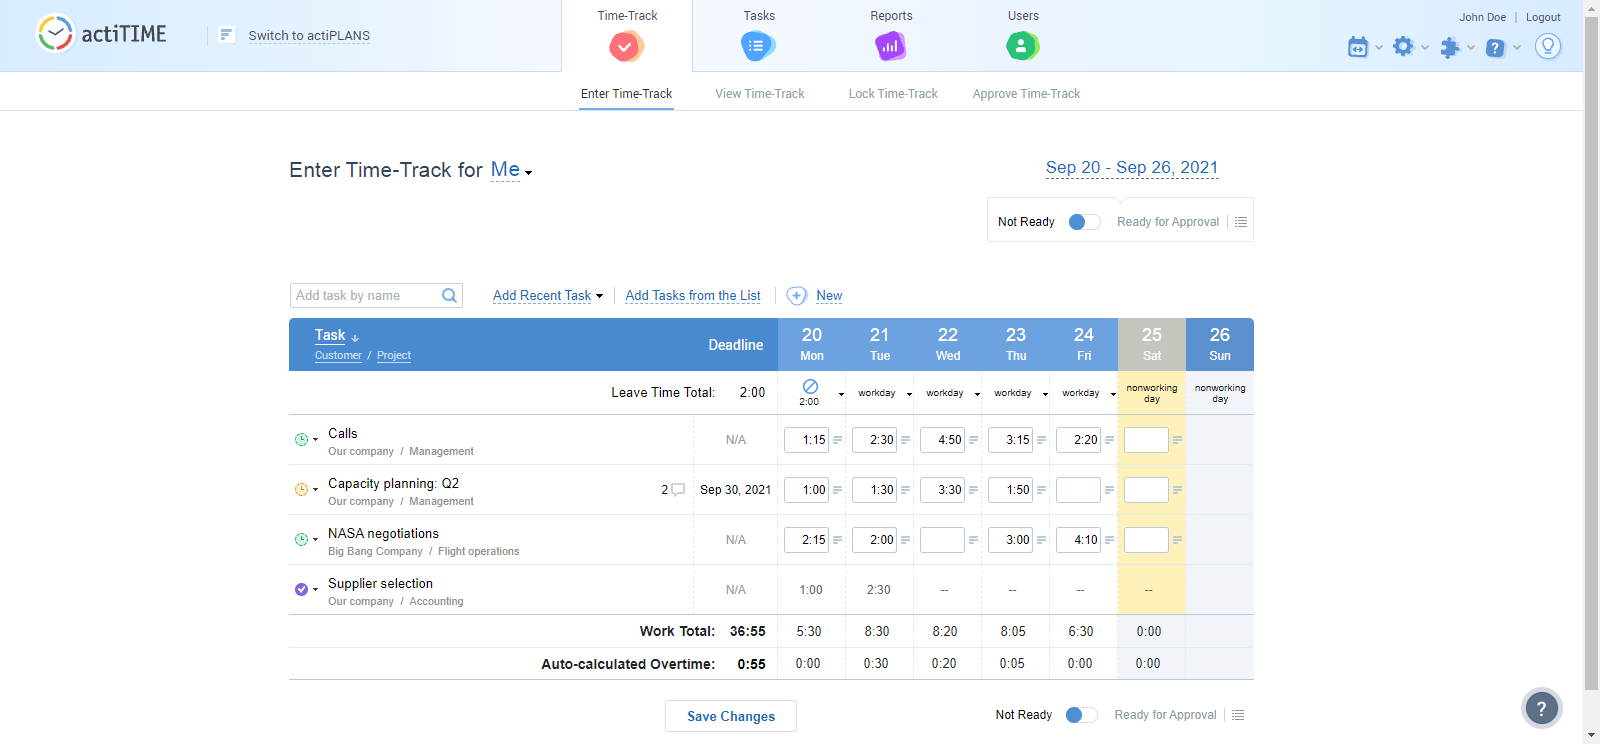 actiTIME
Switch to actiPLANS
Time-Track
Tasks
Reports
Users
John Doe | Logout
Enter Time-Track
View Time-Track
Lock Time-Track
Approve Time-Track
Enter Time-Track for Me
Sep 20 - Sep 26, 2021
Not Ready Ready for Approval
Add task by name
Add Recent Task
Add Tasks from the List
New
Task Deadline 20 21 22 23 24 25 26
Customer / Project Mon Tue Wed Thu Fri Sat Sun
Leave Time Total: 2:00 2:00 workday workday workday workday nonworking day nonworking day
Calls N/A 1:15 2:30 4:50 3:15 2:20
Our company / Management
Capacity planning: Q2 2 Sep 30, 2021 1:00 1:30 3:30 1:50
Our company / Management
NASA negotiations N/A 2:15 2:00 3:00 4:10
Big Bang Company / Flight operations
Supplier selection N/A 1:00 2:30 -- -- -- --
Our company / Accounting
Work Total: 36:55 5:30 8:30 8:20 8:05 6:30 0:00
Auto-calculated Overtime: 0:55 0:00 0:30 0:20 0:05 0:00 0:00
Save Changes
Not Ready Ready for Approval
?